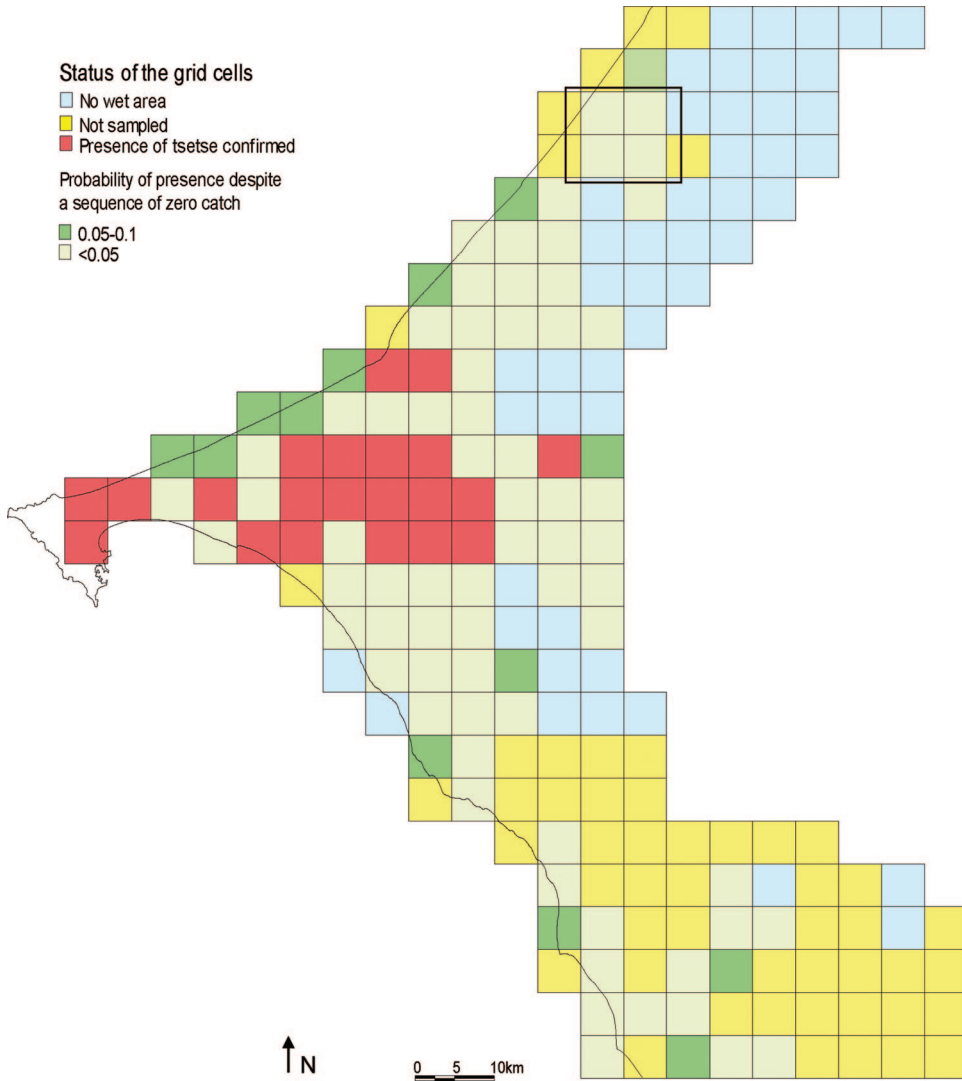 Status of the grid cells
No wet area
Not sampled
Presence of tsetse confirmed
Probability of presence despite
a sequence of zero catch
0.05-0.1
<0.05
N
0 5 10km